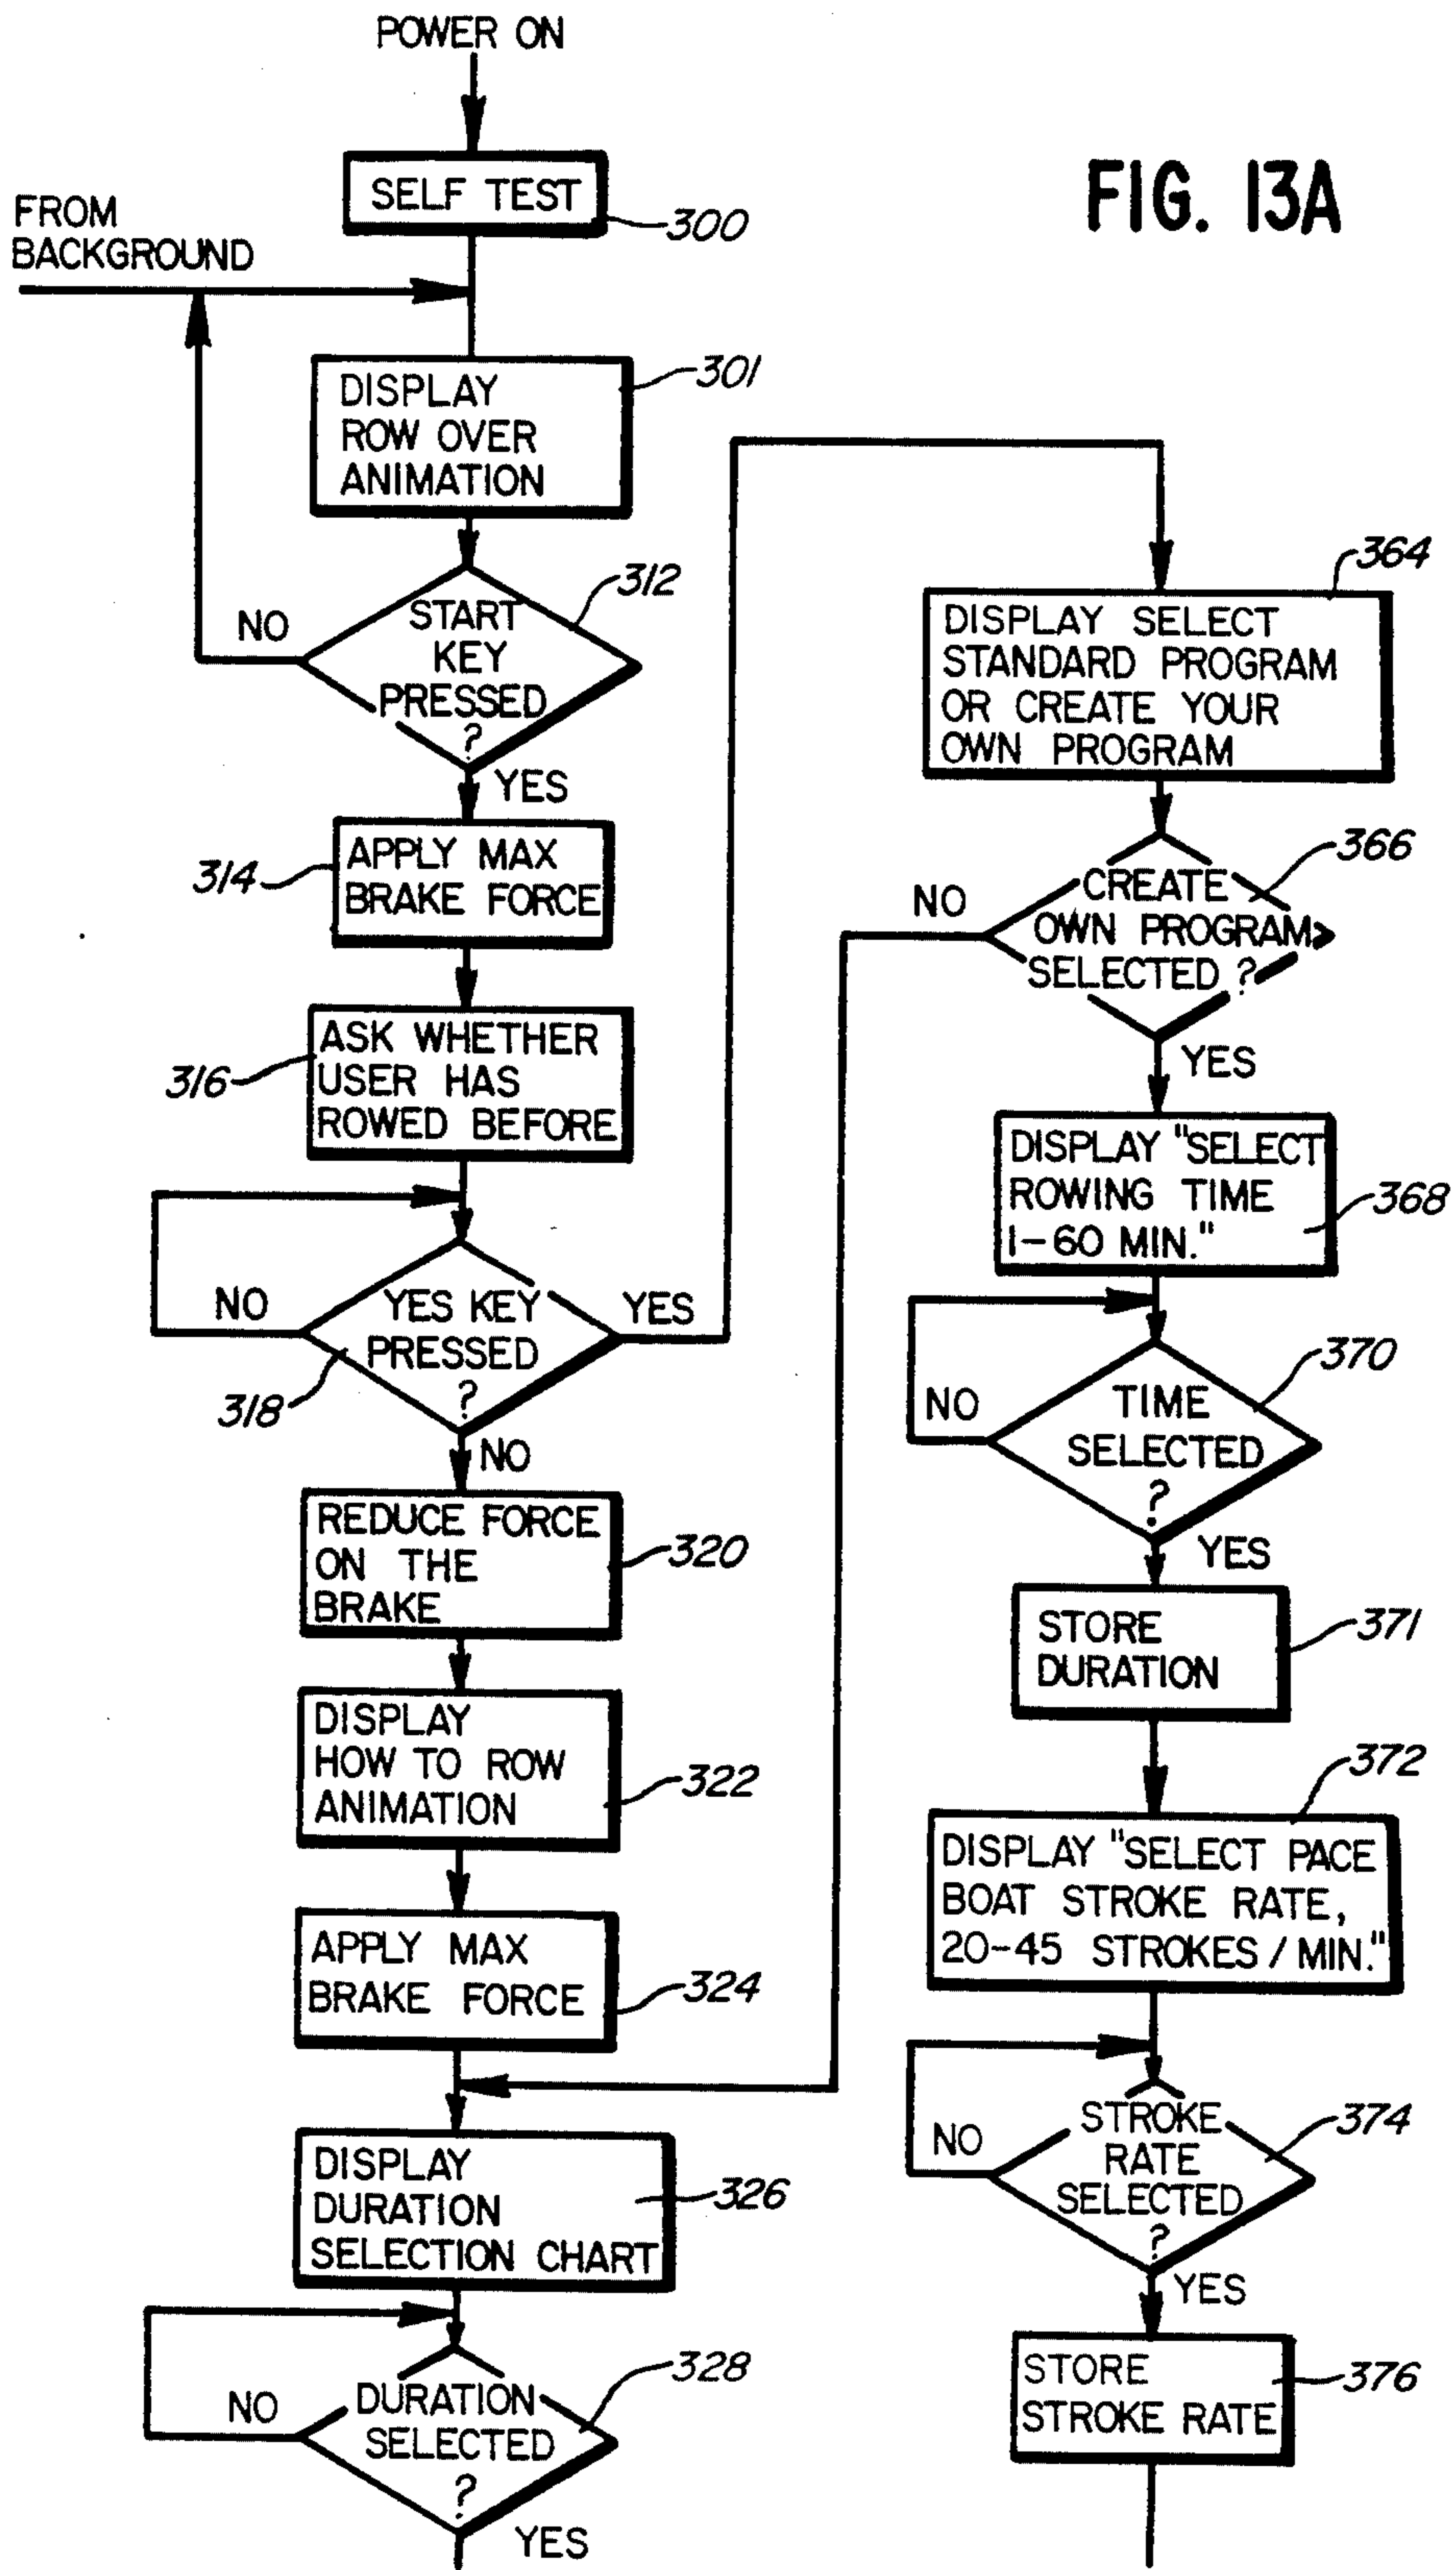 POWER ON
FIG. 13A
SELF TEST
300
FROM
BACKGROUND
DISPLAY
ROW OVER
ANIMATION
301
START
KEY
PRESSED
?
312
NO
YES
APPLY MAX
BRAKE FORCE
314
ASK WHETHER
USER HAS
ROWED BEFORE
316
YES KEY
PRESSED
?
318
NO
YES
NO
REDUCE FORCE
ON THE
BRAKE
320
DISPLAY
HOW TO ROW
ANIMATION
322
APPLY MAX
BRAKE FORCE
324
DISPLAY
DURATION
SELECTION CHART
326
DURATION
SELECTED
?
328
NO
YES
DISPLAY SELECT
STANDARD PROGRAM
OR CREATE YOUR
OWN PROGRAM
364
CREATE
OWN PROGRAM
SELECTED ?
366
NO
YES
DISPLAY "SELECT
ROWING TIME
1-60 MIN."
368
TIME
SELECTED
?
370
NO
YES
STORE
DURATION
371
DISPLAY "SELECT PACE
BOAT STROKE RATE,
20-45 STROKES / MIN."
372
STROKE
RATE
SELECTED
?
374
NO
YES
STORE
STROKE RATE
376